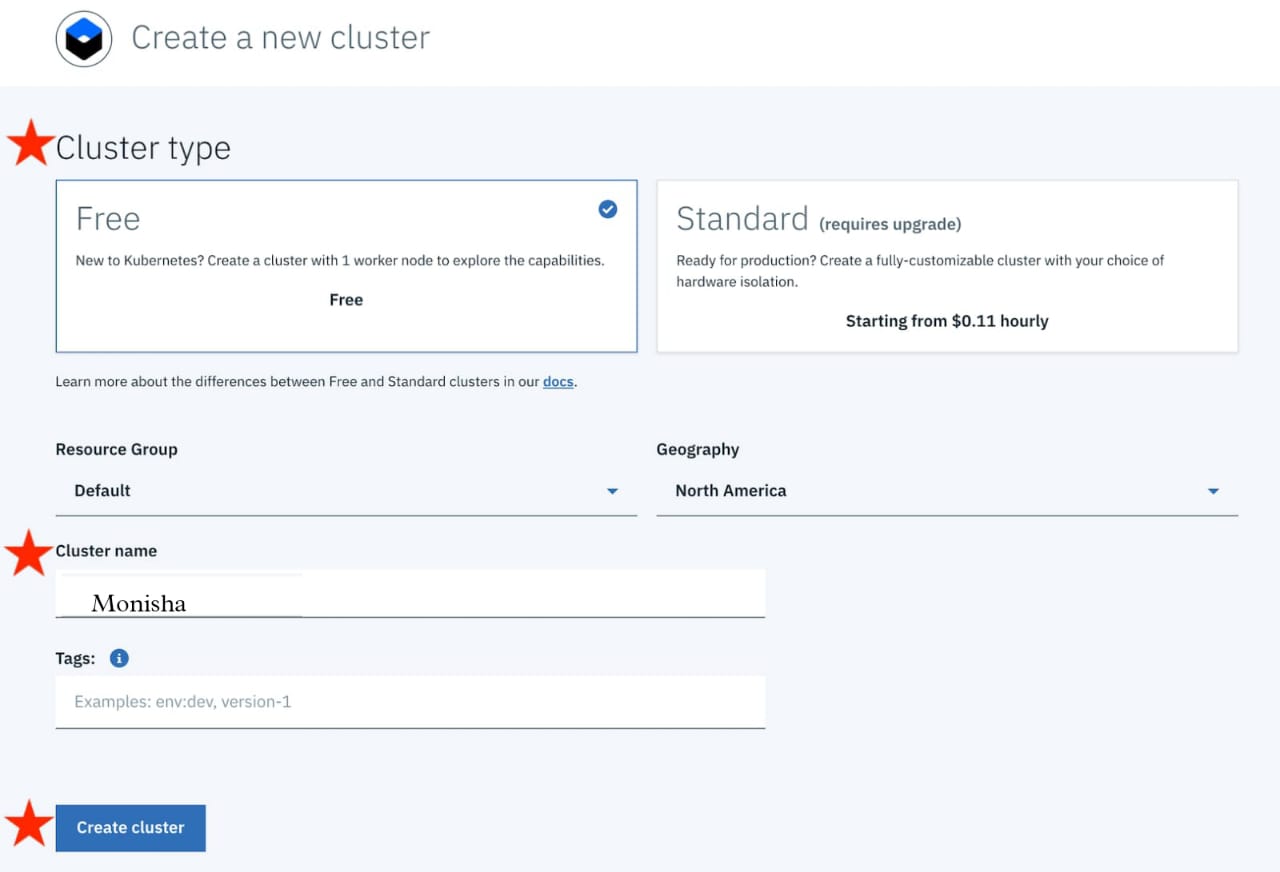 Create a new cluster
Cluster type
Free
New to Kubernetes? Create a cluster with 1 worker node to explore the capabilities.
Free
Standard (requires upgrade)
Ready for production? Create a fully-customizable cluster with your choice of
hardware isolation.
Starting from $0.11 hourly
Learn more about the differences between Free and Standard clusters in our docs.
Resource Group
Default
Geography
North America
Cluster name
Monisha
Tags:
Examples: env:dev, version-1
Create cluster